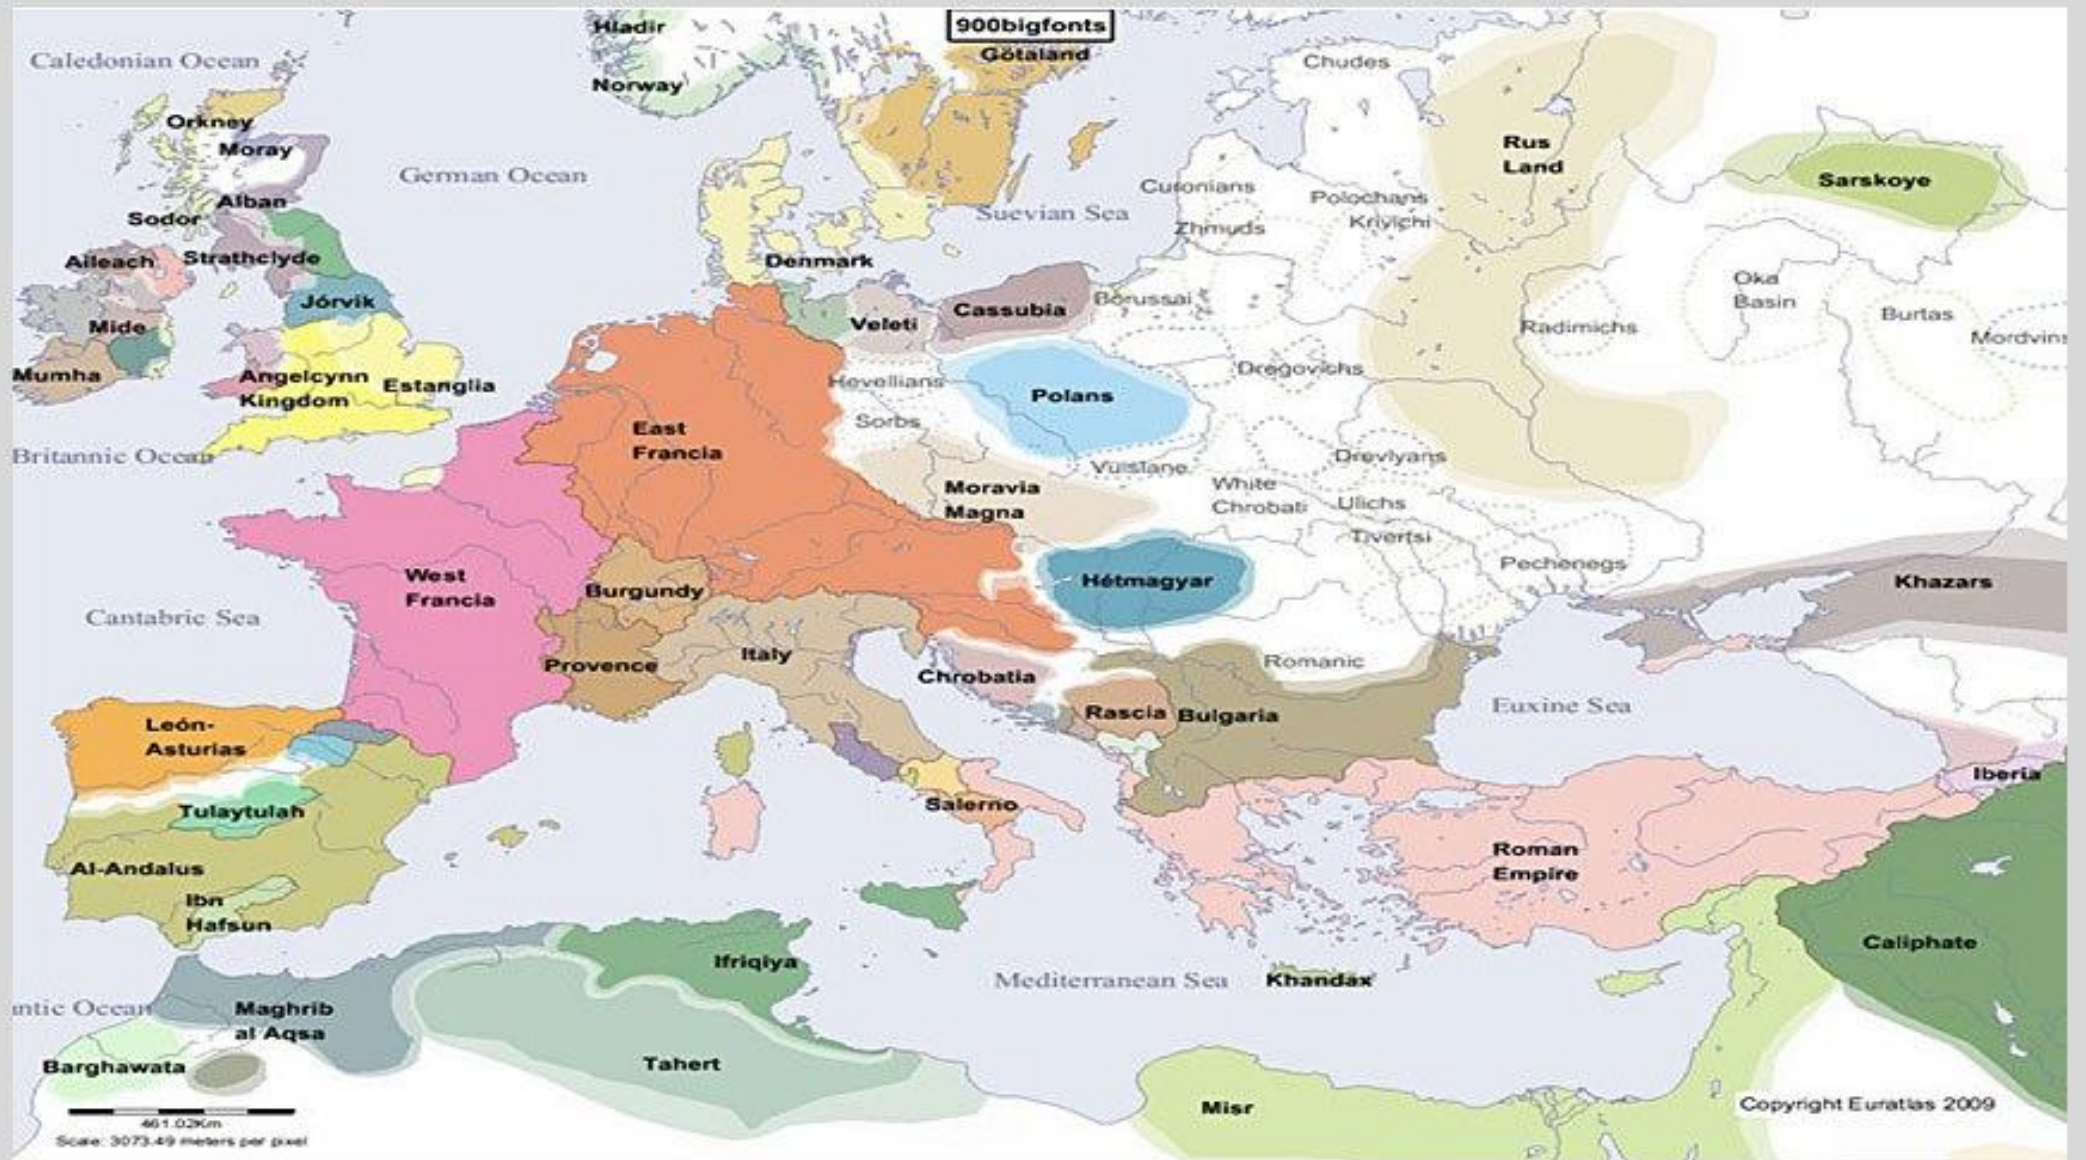 Hladir
900bigfonts
Götaland
Caledonian Ocean
Norway
Chudes
Orkney
Moray
Rus
Land
German Ocean
Sarskoye
Curonians
Polochans
Krivichi
Alban
Sodor
Suevian Sea
Zhmuds
Aileach
Strathclyde
Denmark
Jórvik
Cassubia
Borussai
Oka
Basin
Burtas
Mordvins
Mide
Veleti
Radimichs
Mumha
Angelcynn
Kingdom
Estanglia
Hevellians
Polans
Dregovichs
East
Francia
Sorbs
Britannic Ocean
Vulslane
Drevlyans
Moravia
Magna
White
Chrobati
Ulichs
Tivertsi
West
Francia
Burgundy
Hétmagyar
Pechenegs
Khazars
Cantabric Sea
Provence
Italy
Chrobatia
Romanic
León-
Asturias
Rascia
Bulgaria
Euxine Sea
Iberia
Tulaytulah
Salerno
Al-Andalus
Roman
Empire
Ibn
Hafsun
Caliphate
Ifriqiya
Mediterranean Sea
Khandax
ntic Ocean
Maghrib
al Aqsa
Barghawata
Tahert
Misr
Copyright Euratlas 2009
461.02Km
Scale: 3073.49 meters per pixel